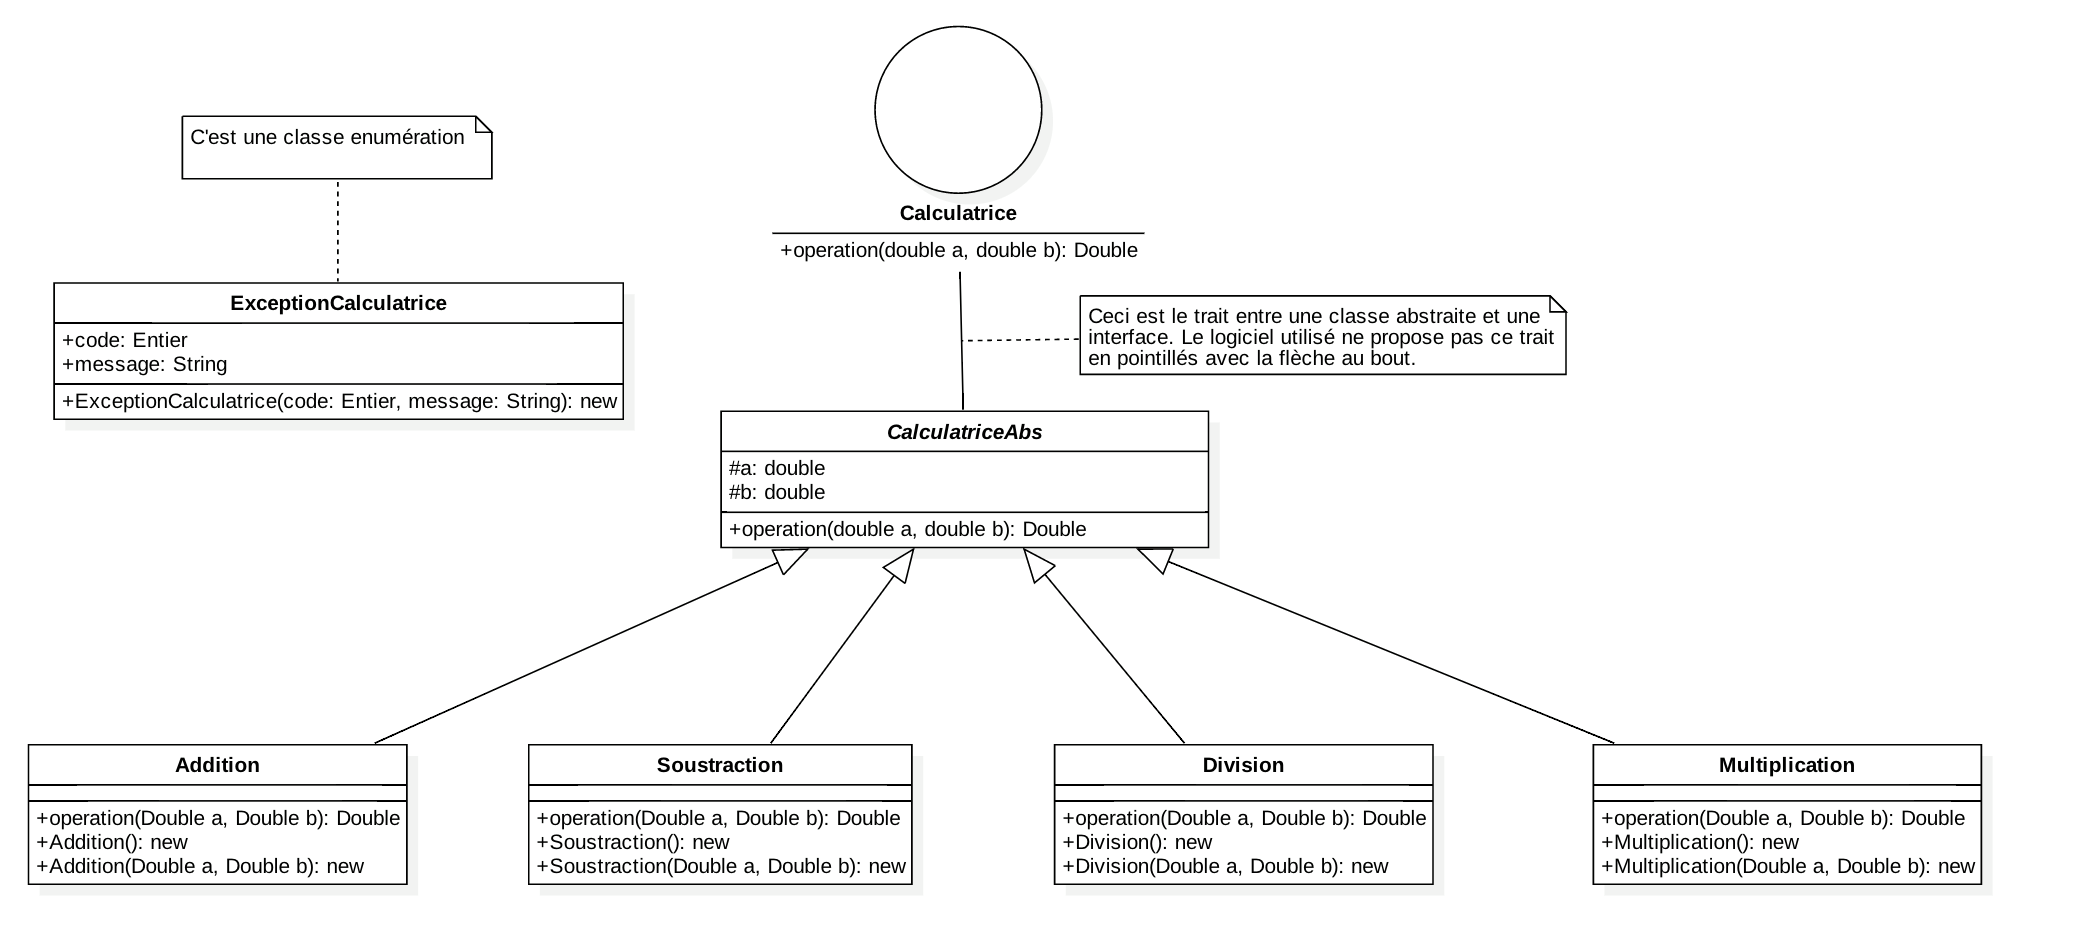 C'est une classe enumération
Calculatrice
+operation(double a, double b): Double
ExceptionCalculatrice
+code: Entier
+message: String
+ExceptionCalculatrice(code: Entier, message: String): new
Ceci est le trait entre une classe abstraite et une
interface. Le logiciel utilisé ne propose pas ce trait
en pointillés avec la flèche au bout.
CalculatriceAbs
#a: double
#b: double
+operation(double a, double b): Double
Addition
+operation(Double a, Double b): Double
+Addition(): new
+Addition(Double a, Double b): new
Soustraction
+operation(Double a, Double b): Double
+Soustraction(): new
+Soustraction(Double a, Double b): new
Division
+operation(Double a, Double b): Double
+Division(): new
+Division(Double a, Double b): new
Multiplication
+operation(Double a, Double b): Double
+Multiplication(): new
+Multiplication(Double a, Double b): new